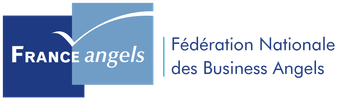 FRANCE angels
Fédération Nationale
des Business Angels